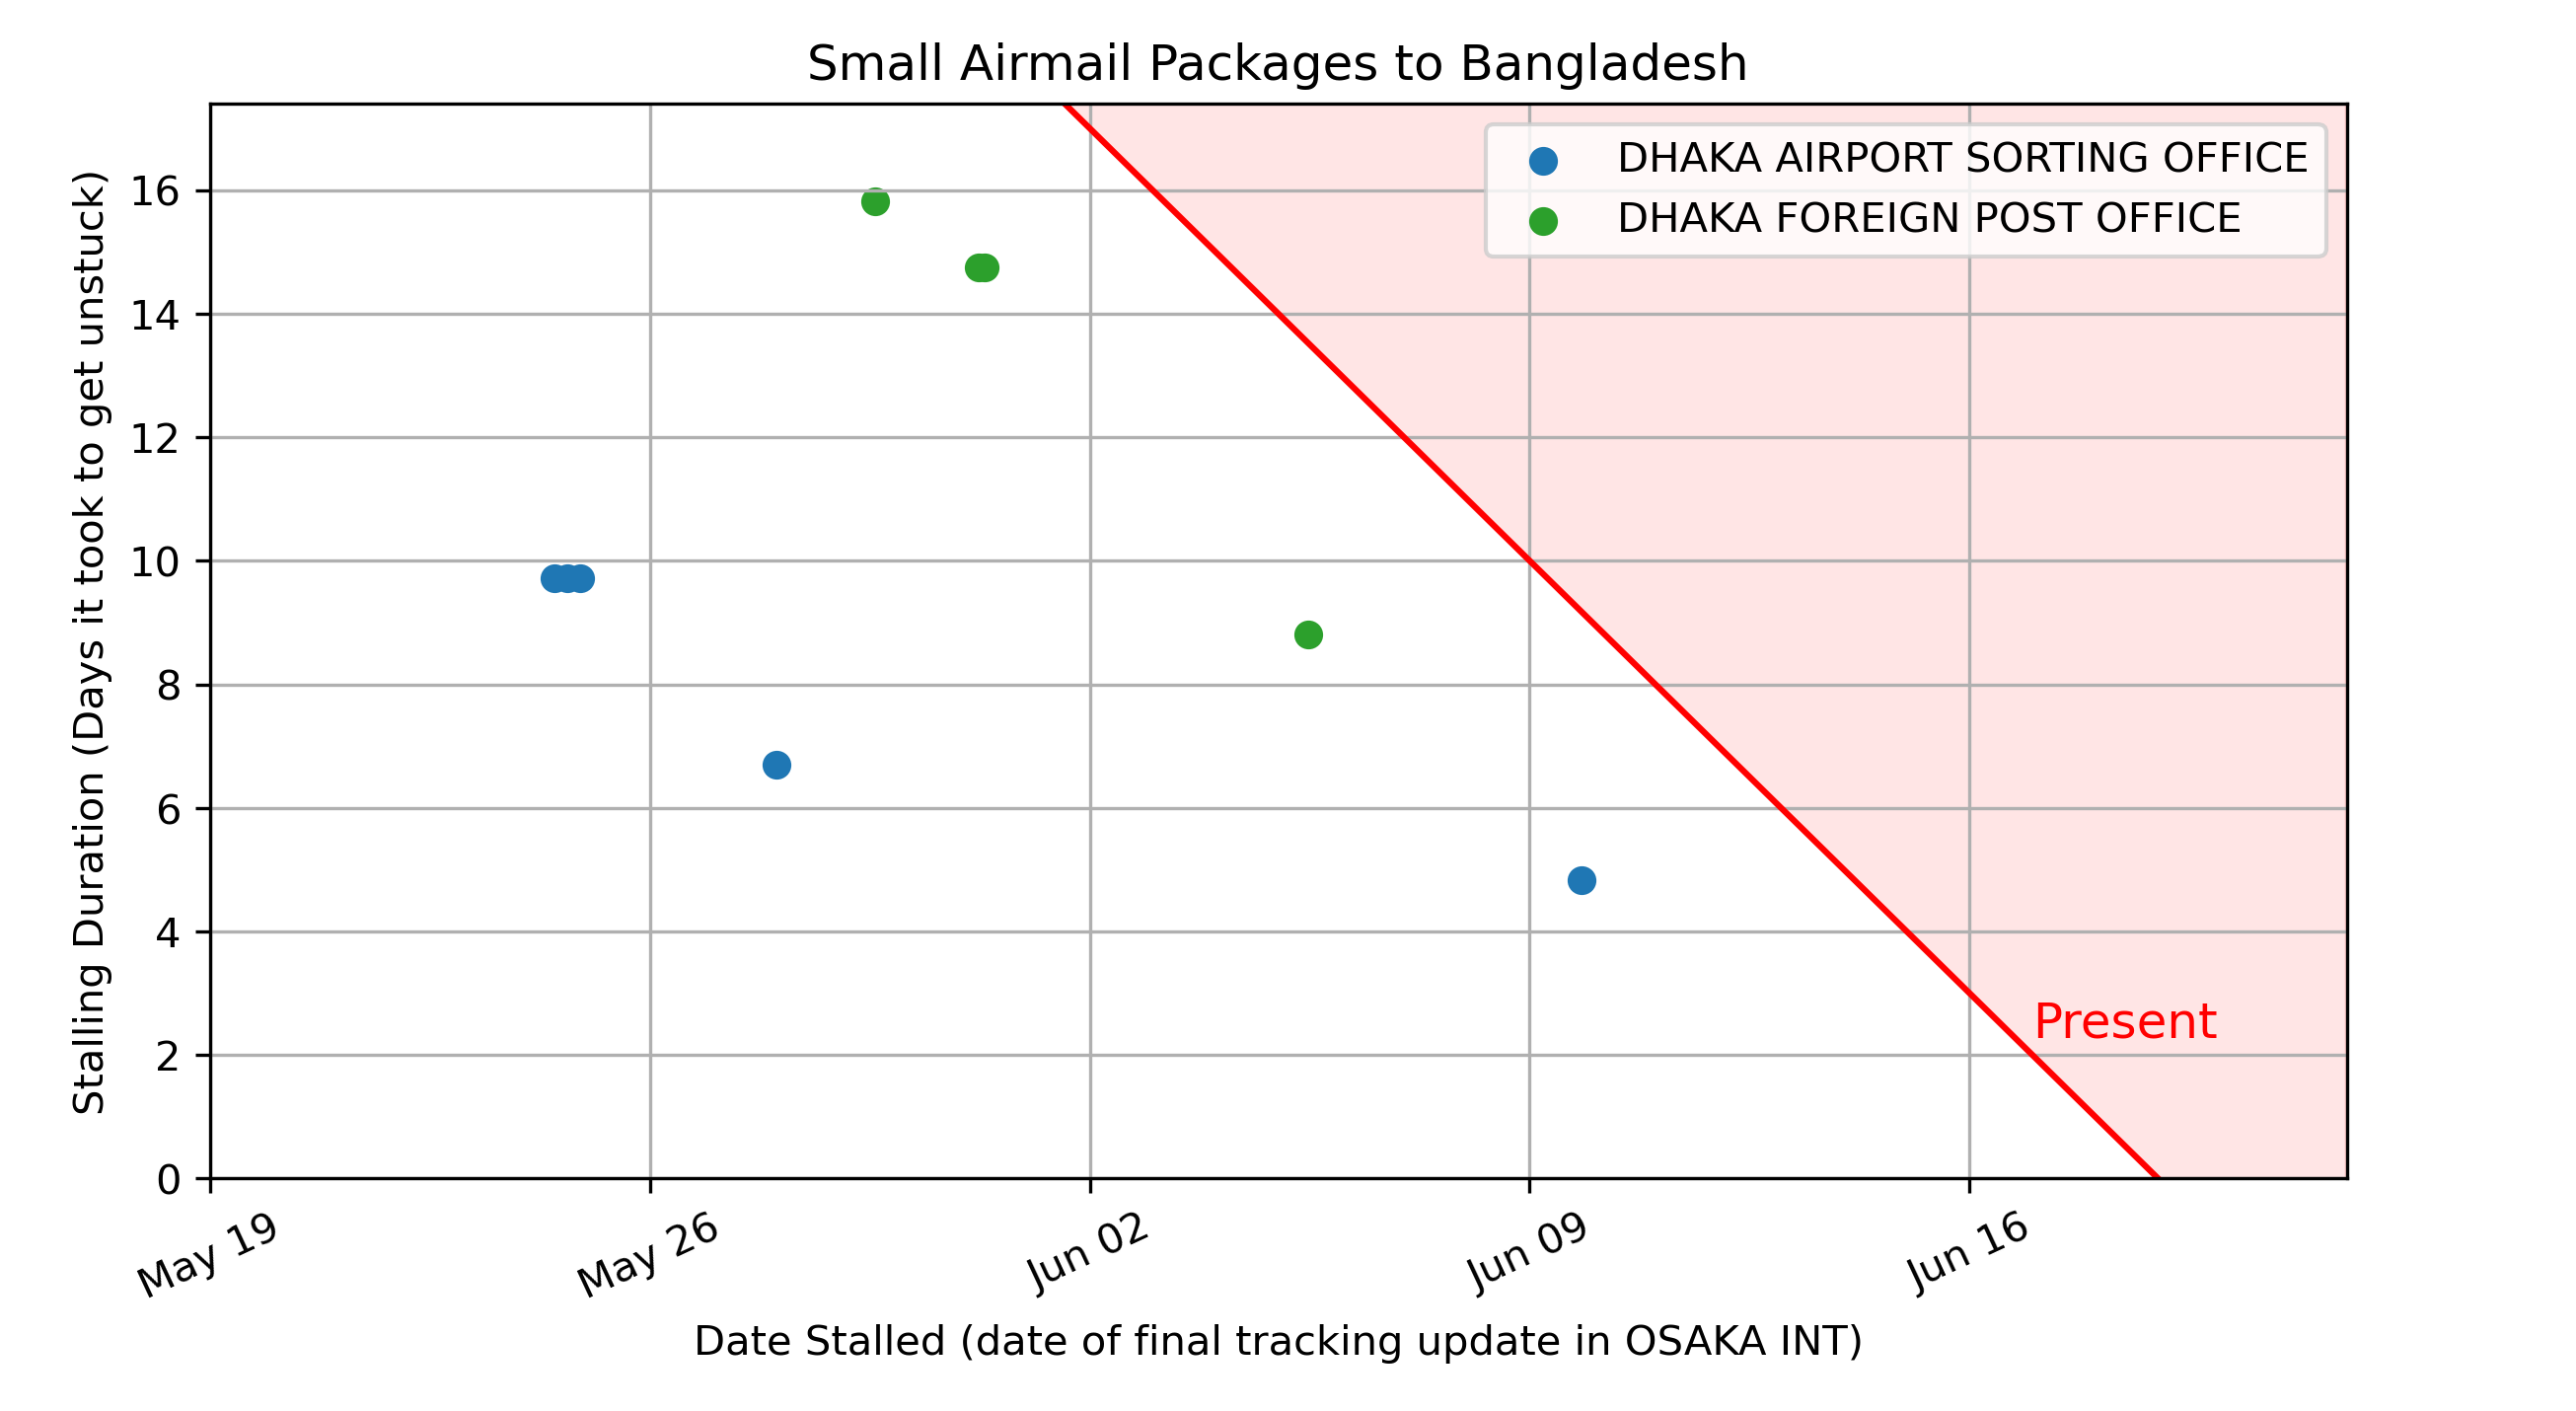 Small Airmail Packages to Bangladesh
DHAKA AIRPORT SORTING OFFICE
DHAKA FOREIGN POST OFFICE
Stalling Duration (Days it took to get unstuck)
16
14
12
10
8
6
4
2
0
Present
May 19
May 26
Jun 02
Jun 09
Jun 16
Date Stalled (date of final tracking update in OSAKA INT)